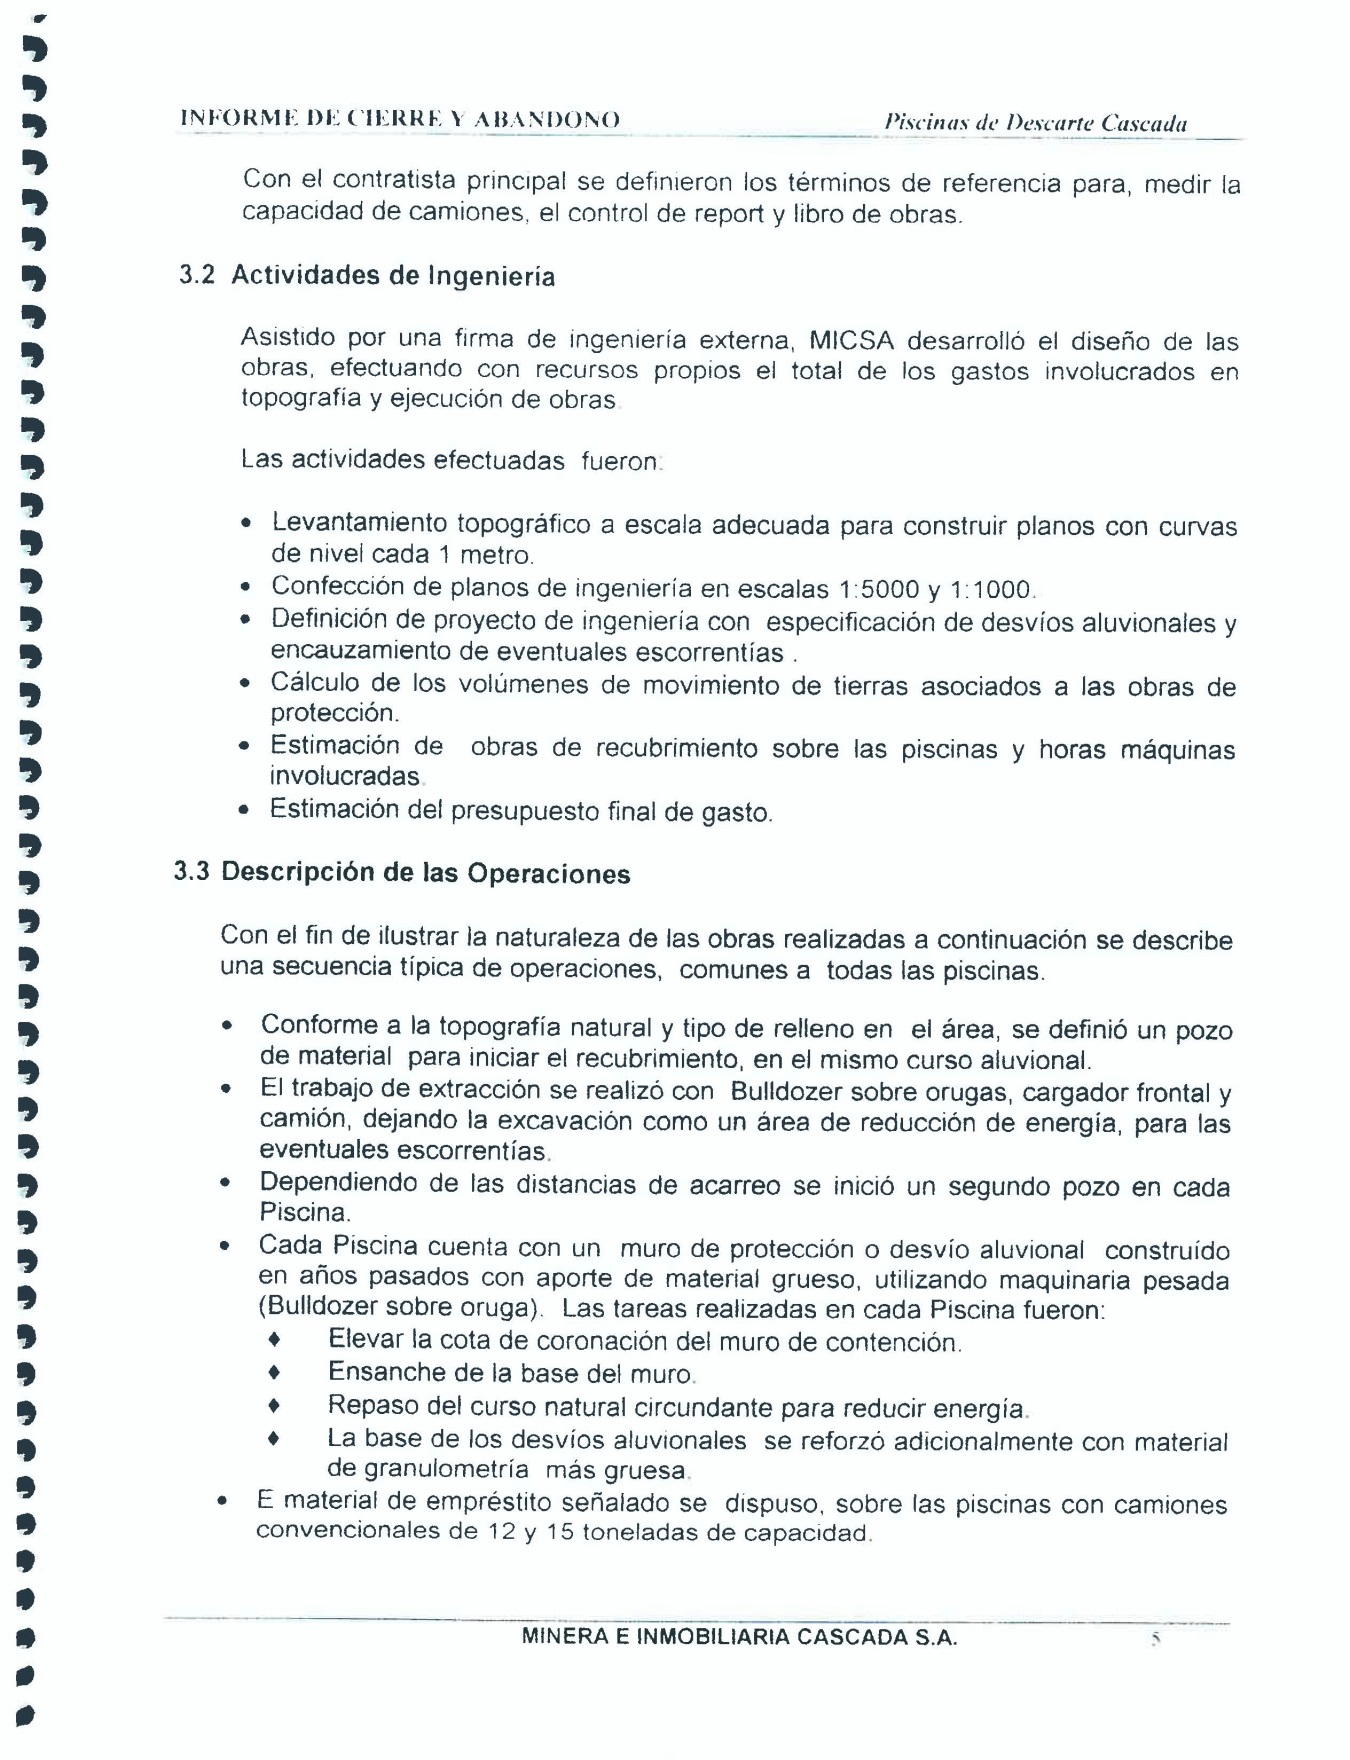 INFORME DE CIERRE Y ABANDONO Piscinas de Descarte Cascada
Con el contratista principal se definieron los términos de referencia para, medir la
capacidad de camiones, el control de report y libro de obras.
3.2 Actividades de Ingeniería
Asistido por una firma de ingeniería externa, MICSA desarrolló el diseño de las
obras, efectuando con recursos propios el total de los gastos involucrados en
topografía y ejecución de obras.
Las actividades efectuadas fueron:
• Levantamiento topográfico a escala adecuada para construir planos con curvas
de nivel cada 1 metro.
• Confección de planos de ingeniería en escalas 1:5000 y 1:1000.
• Definición de proyecto de ingeniería con especificación de desvíos aluvionales y
encauzamiento de eventuales escorrentías .
• Cálculo de los volúmenes de movimiento de tierras asociados a las obras de
protección.
• Estimación de obras de recubrimiento sobre las piscinas y horas máquinas
involucradas.
• Estimación del presupuesto final de gasto.
3.3 Descripción de las Operaciones
Con el fin de ilustrar la naturaleza de las obras realizadas a continuación se describe
una secuencia típica de operaciones, comunes a todas las piscinas.
• Conforme a la topografía natural y tipo de relleno en el área, se definió un pozo
de material para iniciar el recubrimiento, en el mismo curso aluvional.
• El trabajo de extracción se realizó con Bulldozer sobre orugas, cargador frontal y
camión, dejando la excavación como un área de reducción de energía, para las
eventuales escorrentías.
• Dependiendo de las distancias de acarreo se inició un segundo pozo en cada
Piscina.
• Cada Piscina cuenta con un muro de protección o desvío aluvional construído
en años pasados con aporte de material grueso, utilizando maquinaria pesada
(Bulldozer sobre oruga). Las tareas realizadas en cada Piscina fueron:
♦ Elevar la cota de coronación del muro de contención.
♦ Ensanche de la base del muro.
♦ Repaso del curso natural circundante para reducir energía.
♦ La base de los desvíos aluvionales se reforzó adicionalmente con material
de granulometría más gruesa.
• E material de empréstito señalado se dispuso, sobre las piscinas con camiones
convencionales de 12 y 15 toneladas de capacidad.
MINERA E INMOBILIARIA CASCADA S.A. 5